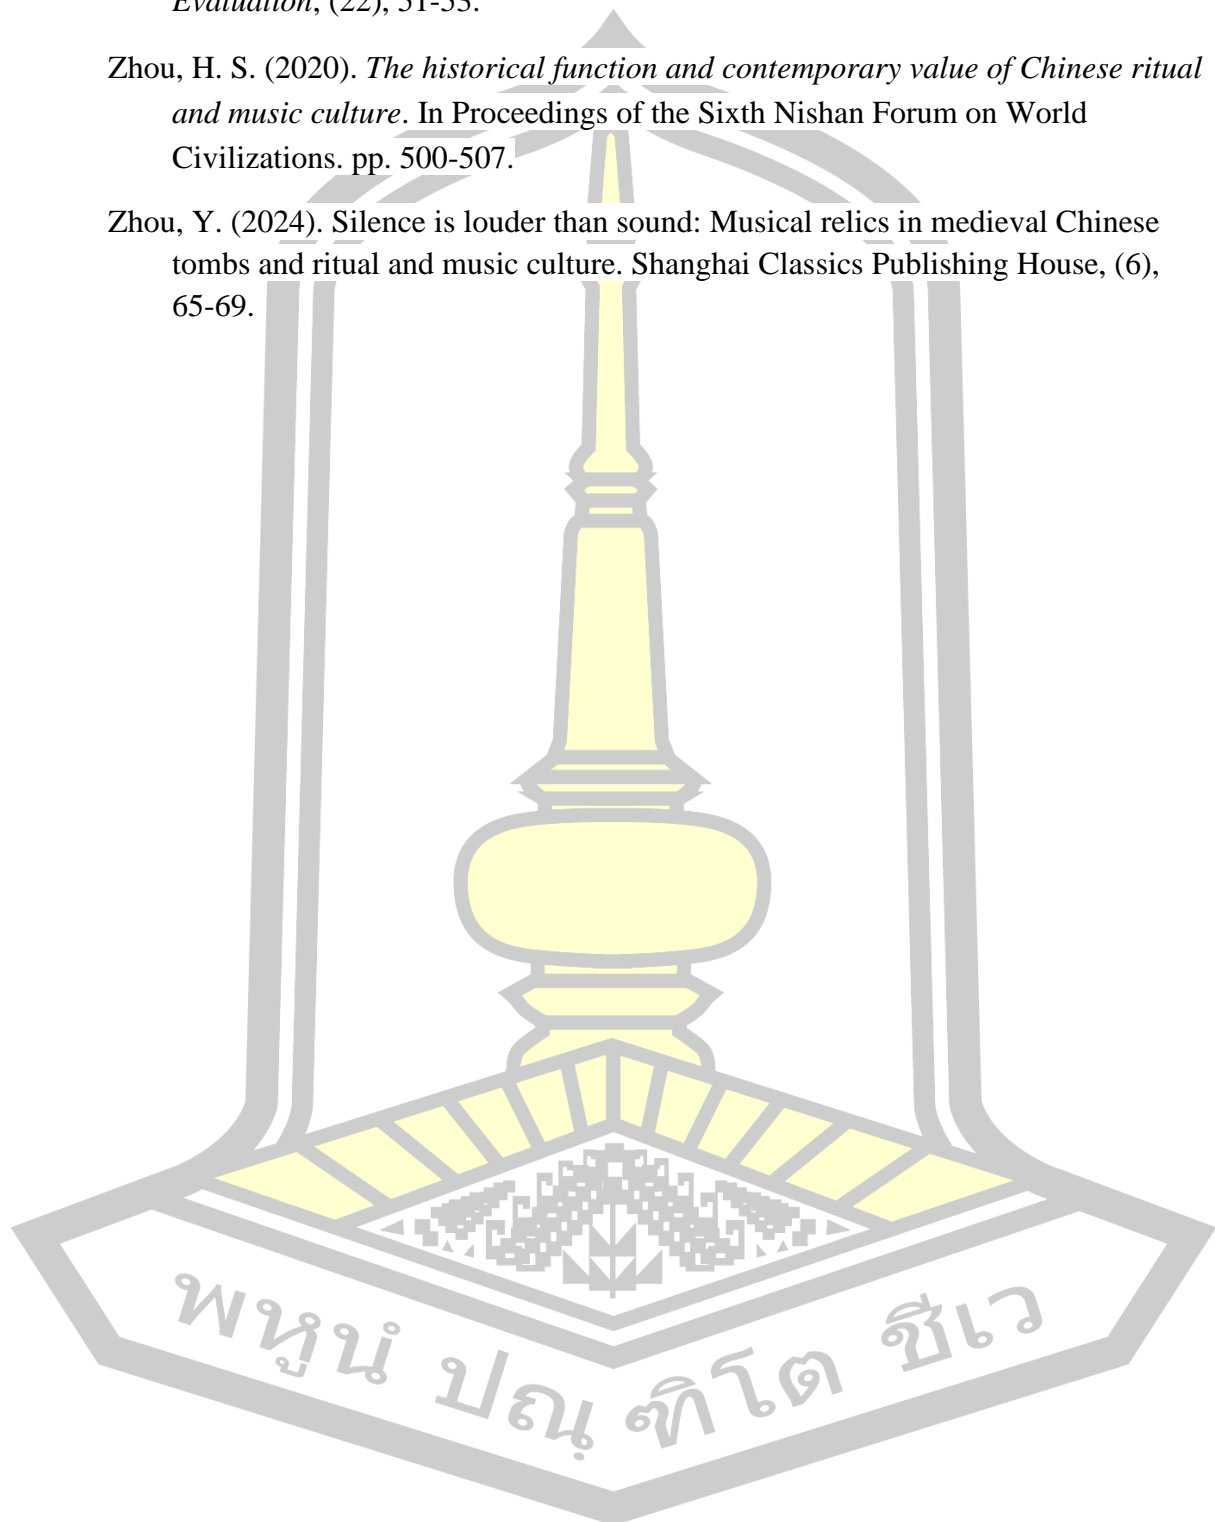 Evaluation, (22), 51-53.
Zhou, H. S. (2020). The historical function and contemporary value of Chinese ritual
and music culture. In Proceedings of the Sixth Nishan Forum on World
Civilizations. pp. 500-507.
Zhou, Y. (2024). Silence is louder than sound: Musical relics in medieval Chinese
tombs and ritual and music culture. Shanghai Classics Publishing House, (6),
65-69.
พหูนํ ปณฺฑิโต ชีเว